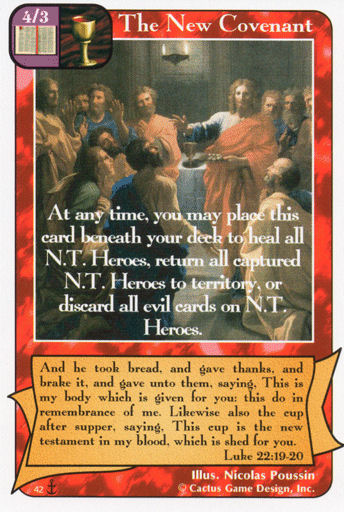 4/3
The New Covenant
At any time, you may place this
card beneath your deck to heal all
N.T. Heroes, return all captured
N.T. Heroes to territory, or
discard all evil cards on N.T.
Heroes.
And he took bread, and gave thanks, and
brake it, and gave unto them, saying, This is
my body which is given for you: this do in
remembrance of me. Likewise also the cup
after supper, saying, This cup is the new
testament in my blood, which is shed for you.
Luke 22:19-20
Illus. Nicolas Poussin
42
© Cactus Game Design, Inc.